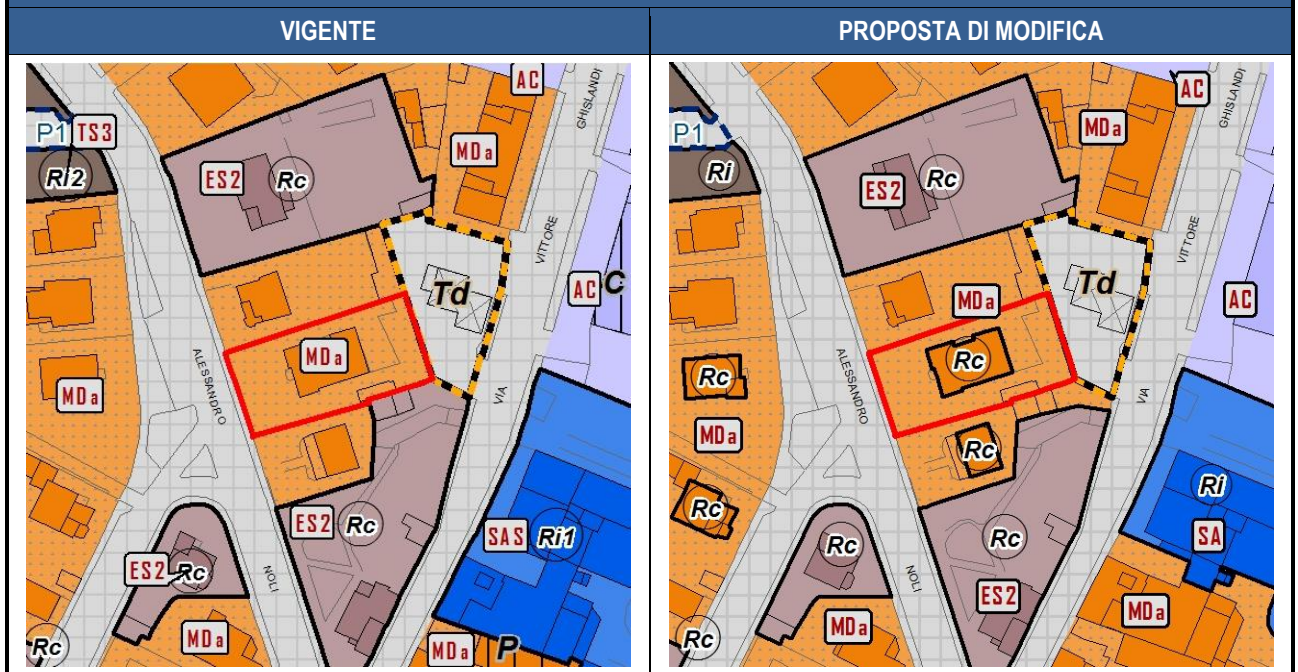 VIGENTE
PROPOSTA DI MODIFICA
AC
GHISLANDI
P1
TS3
MDa
Ri2
ES2
Rc
VITTORE
Td
AC
C
MDa
ALESSANDRO
MDa
VIA
ES2
Rc
SAS
Ri1
ES2
Rc
NOLI
MDa
Rc
MDa
P
AC
GHISLANDI
P1
MDa
Ri
ES2
Rc
VITTORE
Td
MDa
AC
Rc
Rc
ALESSANDRO
VIA
MDa
Rc
Ri
Rc
Rc
Rc
SA
NOLI
ES2
MDa
MDa
Rc